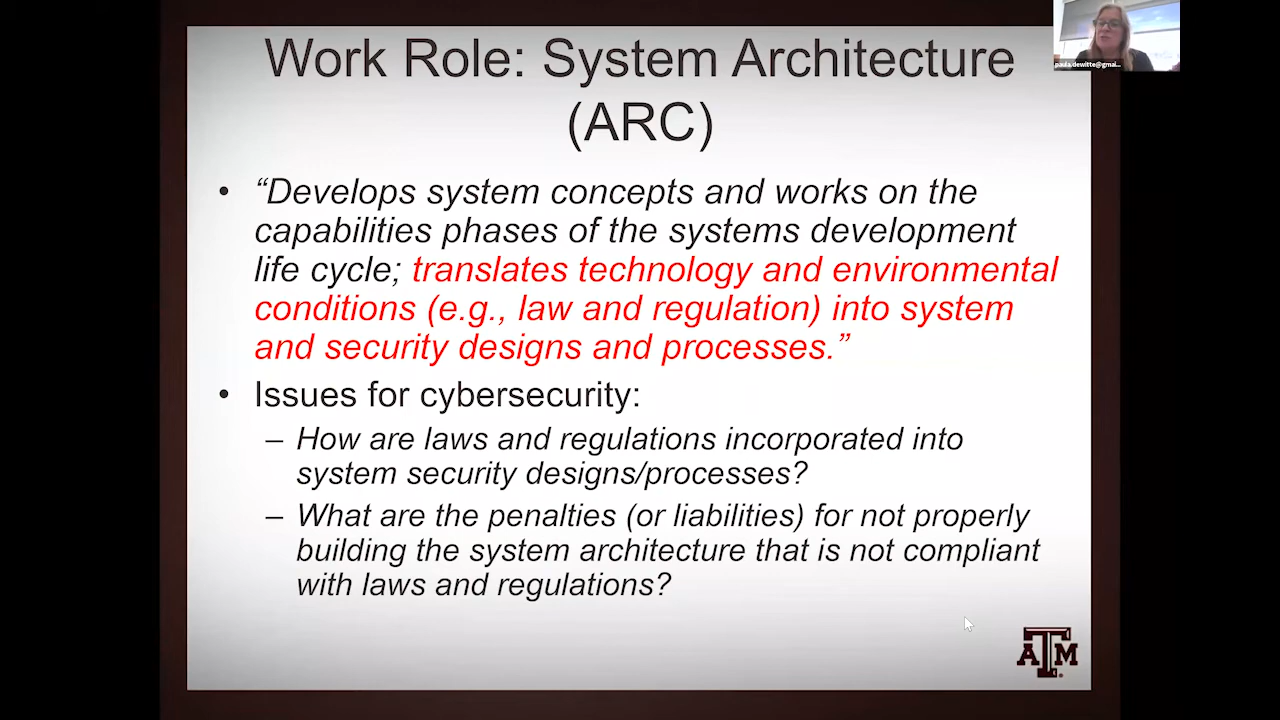 Work Role: System Architecture
(ARC)
paula.dewitte@gmai...
• “Develops system concepts and works on the
capabilities phases of the systems development
life cycle; translates technology and environmental
conditions (e.g., law and regulation) into system
and security designs and processes.”
• Issues for cybersecurity:
– How are laws and regulations incorporated into
system security designs/processes?
– What are the penalties (or liabilities) for not properly
building the system architecture that is not compliant
with laws and regulations?
ATM